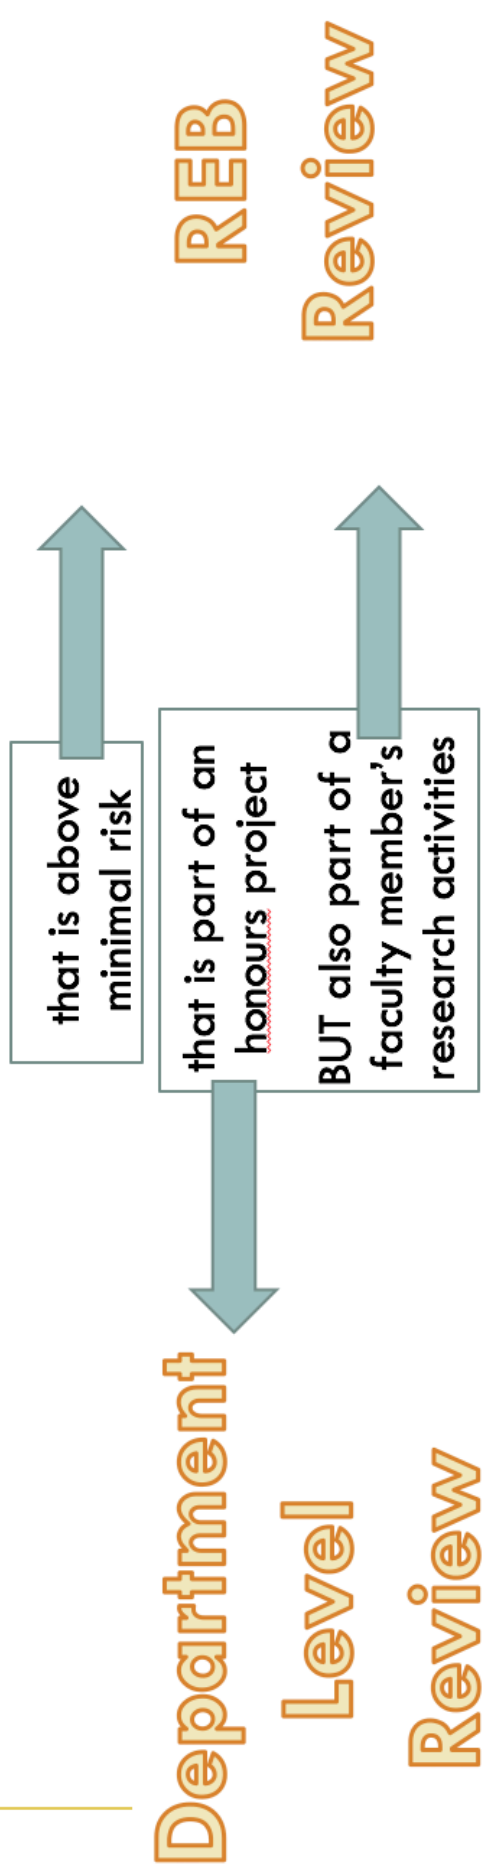 that is above
minimal risk
Department
Level
Review
that is part of an
honours project
BUT also part of a
faculty member's
research activities
REB
Review